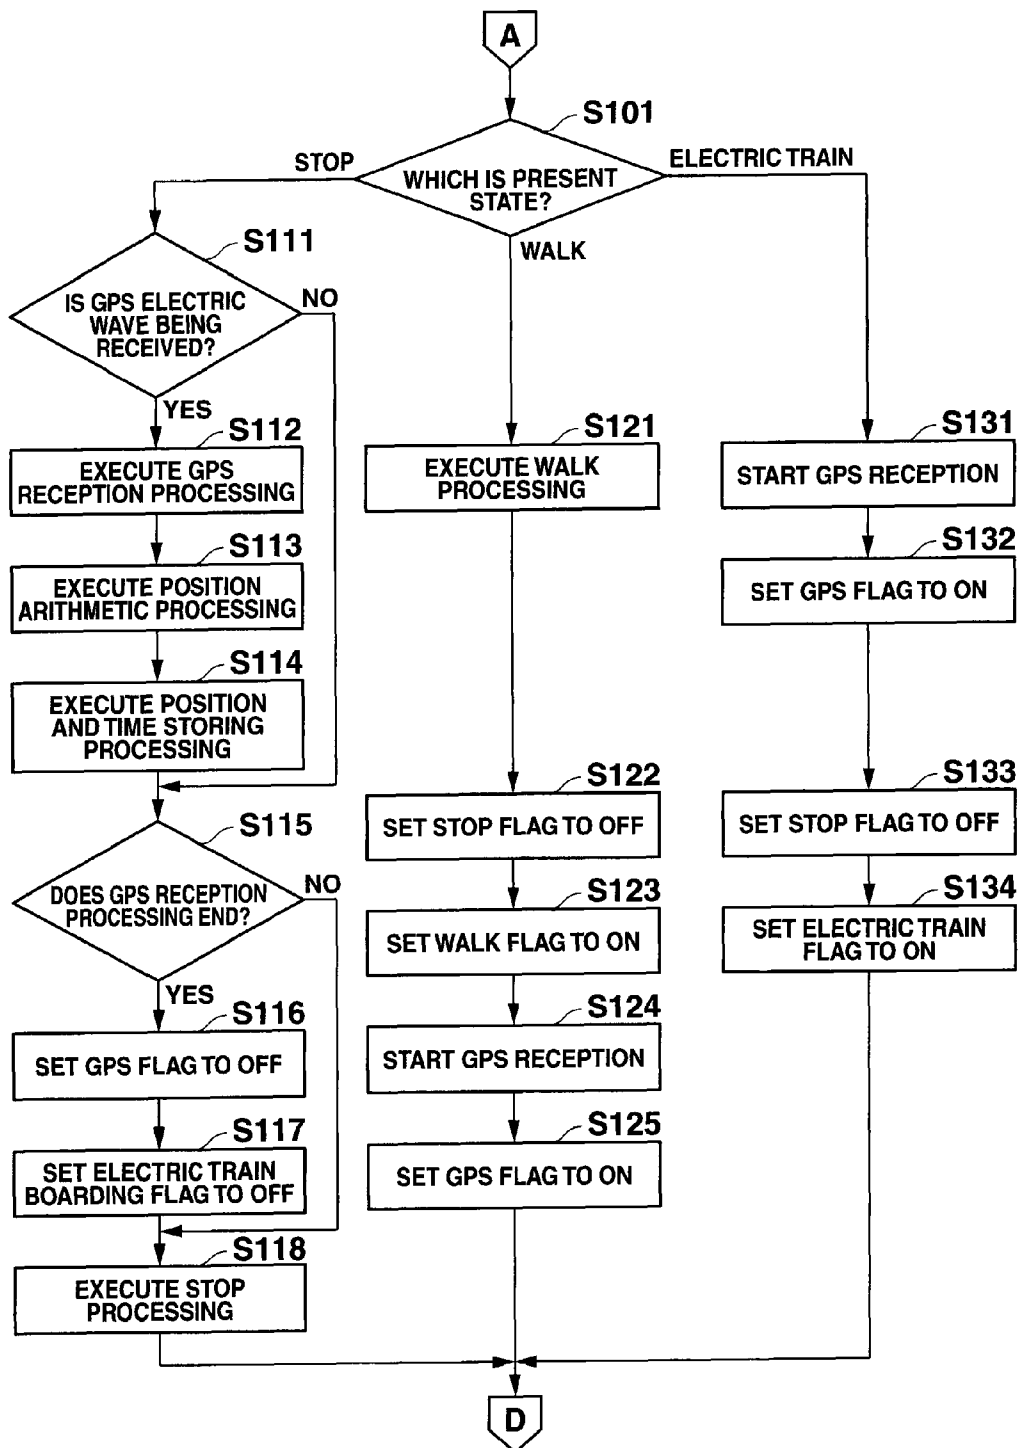 A
S101
WHICH IS PRESENT
STATE?
STOP
WALK
ELECTRIC TRAIN
S111
IS GPS ELECTRIC
WAVE BEING
RECEIVED?
NO
YES
S112
EXECUTE GPS
RECEPTION PROCESSING
S113
EXECUTE POSITION
ARITHMETIC PROCESSING
S114
EXECUTE POSITION
AND TIME STORING
PROCESSING
S115
DOES GPS RECEPTION
PROCESSING END?
NO
YES
S116
SET GPS FLAG TO OFF
S117
SET ELECTRIC TRAIN
BOARDING FLAG TO OFF
S118
EXECUTE STOP
PROCESSING
S121
EXECUTE WALK
PROCESSING
S122
SET STOP FLAG TO OFF
S123
SET WALK FLAG TO ON
S124
START GPS RECEPTION
S125
SET GPS FLAG TO ON
S131
START GPS RECEPTION
S132
SET GPS FLAG TO ON
S133
SET STOP FLAG TO OFF
S134
SET ELECTRIC TRAIN
FLAG TO ON
D